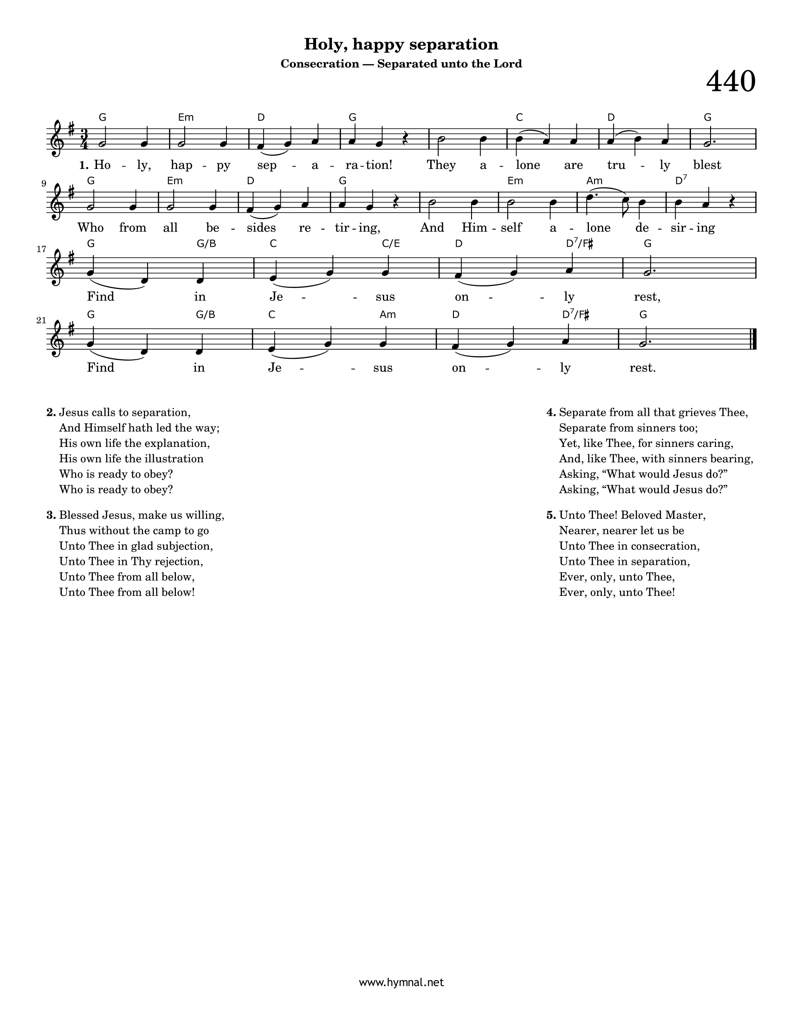 Holy, happy separation
Consecration — Separated unto the Lord
440
G Em D G C D G
1. Ho - ly, hap - py sep - a - ra - tion! They a - lone are tru - ly blest
9
G Em D G Em Am D7
Who from all be - sides re - tir - ing, And Him - self a - lone de - sir - ing
17
G G/B C C/E D D7/F♯ G
Find in Je - - sus on - - ly rest,
21
G G/B C Am D D7/F♯ G
Find in Je - - sus on - - ly rest.
2. Jesus calls to separation,
And Himself hath led the way;
His own life the explanation,
His own life the illustration
Who is ready to obey?
Who is ready to obey?
3. Blessed Jesus, make us willing,
Thus without the camp to go
Unto Thee in glad subjection,
Unto Thee in Thy rejection,
Unto Thee from all below,
Unto Thee from all below!
4. Separate from all that grieves Thee,
Separate from sinners too;
Yet, like Thee, for sinners caring,
And, like Thee, with sinners bearing,
Asking, “What would Jesus do?”
Asking, “What would Jesus do?”
5. Unto Thee! Beloved Master,
Nearer, nearer let us be
Unto Thee in consecration,
Unto Thee in separation,
Ever, only, unto Thee,
Ever, only, unto Thee!
www.hymnal.net